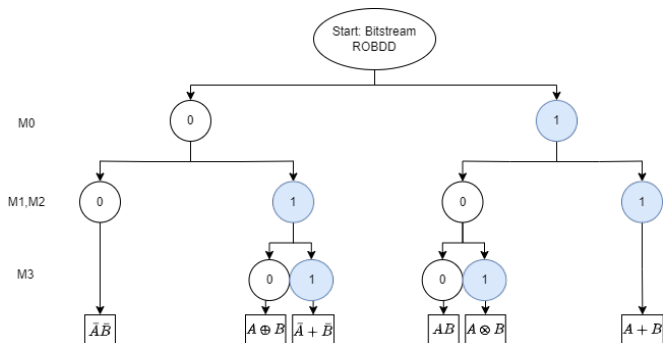 Start: Bitstream
ROBDD
M0
0
1
M1,M2
0
1
0
1
M3
0
1
0
1
ĀB̄
A ⊕ B
Ā + B̄
AB
A ⊗ B
A + B